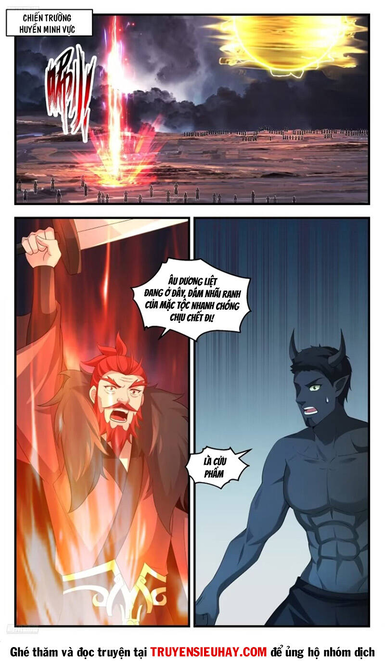 CHIẾN TRƯỜNG
HUYỀN MINH VỰC
ÂU DƯƠNG LIỆT
ĐANG Ở ĐÂY, ĐÁM NHÃI RANH
CỦA MẶC TỘC NHANH CHÓNG
CHỊU CHẾT ĐI!
LÀ CỬU
PHẨM
Ghé thăm và đọc truyện tại TRUYENSIEUHAY.COM để ủng hộ nhóm dịch